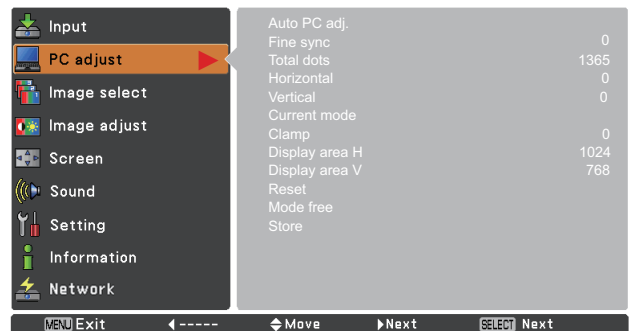 Input
PC adjust
Image select
Image adjust
Screen
Sound
Setting
Information
Network
Auto PC adj.
Fine sync 0
Total dots 1365
Horizontal 0
Vertical 0
Current mode
Clamp 0
Display area H 1024
Display area V 768
Reset
Mode free
Store
MENU Exit ----- Move Next SELECT Next